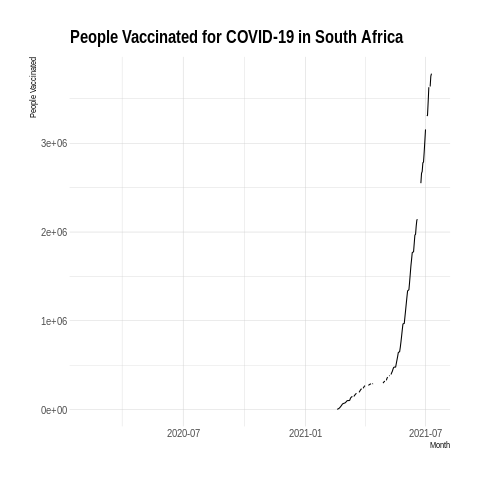 People Vaccinated for COVID-19 in South Africa
People Vaccinated
3e+06
2e+06
1e+06
0e+00
2020-07 2021-01 2021-07
Month